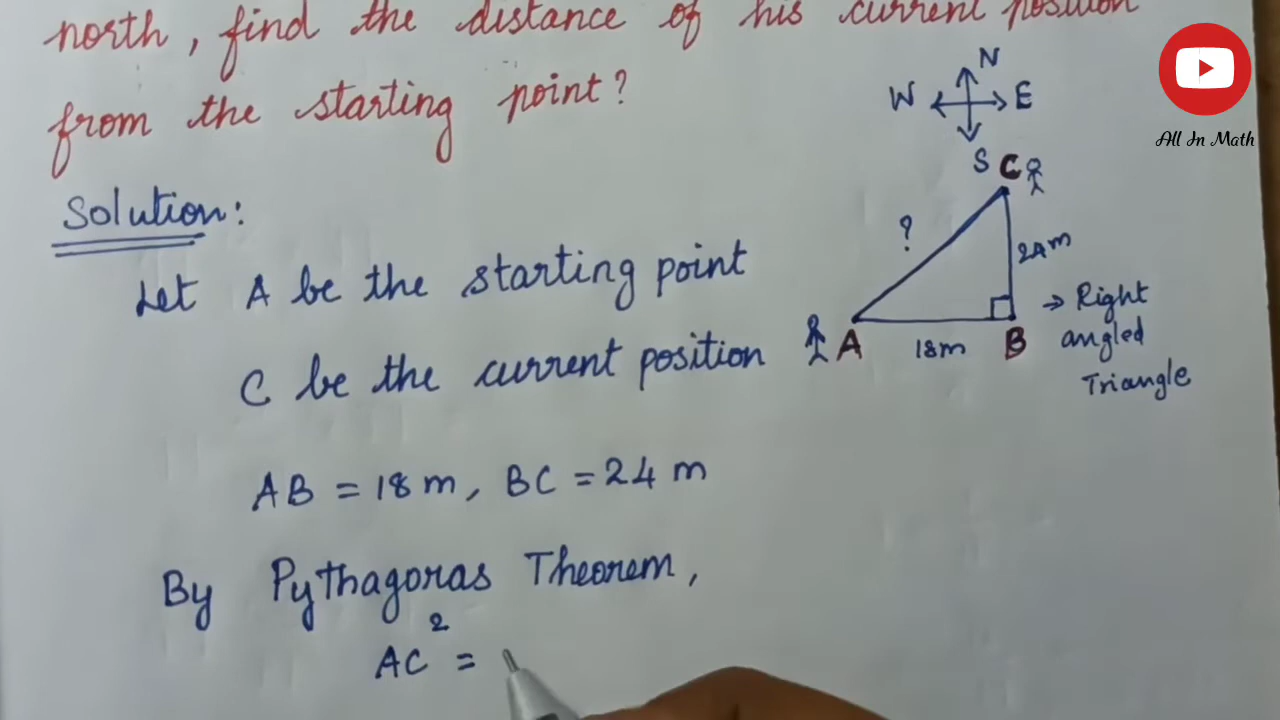 north, find the distance of his current position
from the starting point?
N
W E
S
All In Math
Solution:
Let A be the starting point
C be the current position
C
?
24m
A 18m B
→ Right
angled
Triangle
AB = 18m, BC = 24 m
By Pythagoras Theorem,
AC² =